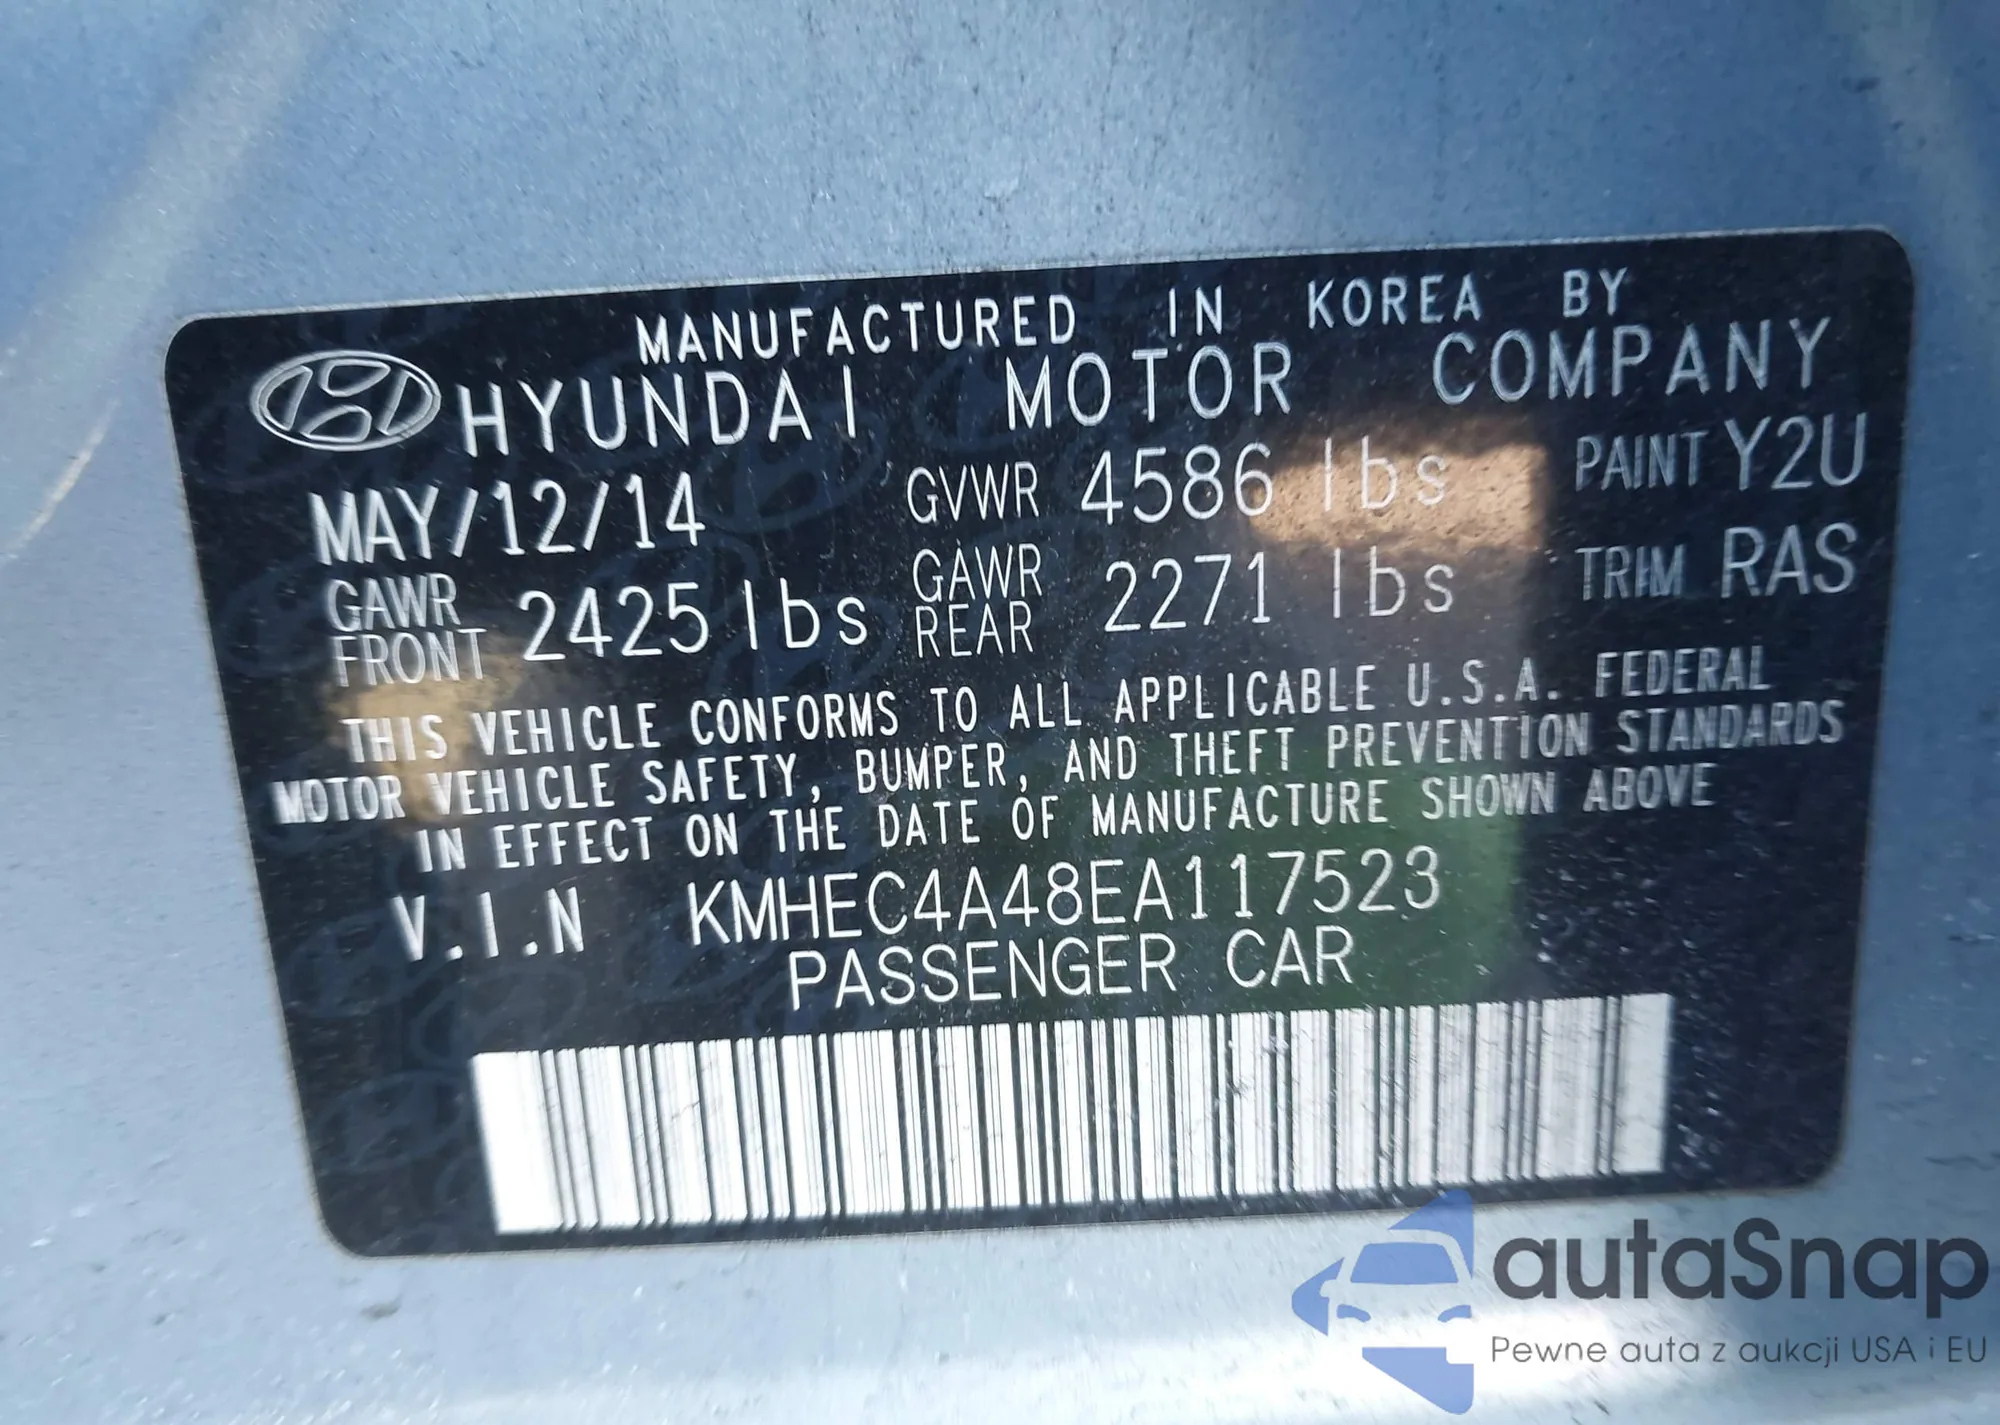 MANUFACTURED IN KOREA BY
HYUNDAI MOTOR COMPANY
MAY/12/14 GVWR 4586 lbs PAINT Y2U
GAWR FRONT 2425 lbs GAWR REAR 2271 lbs TRIM RAS
THIS VEHICLE CONFORMS TO ALL APPLICABLE U.S.A. FEDERAL
MOTOR VEHICLE SAFETY, BUMPER, AND THEFT PREVENTION STANDARDS
IN EFFECT ON THE DATE OF MANUFACTURE SHOWN ABOVE
V.I.N KMHEC4A48EA117523
PASSENGER CAR
autaSnap
Pewne auta z aukcji USA i EU